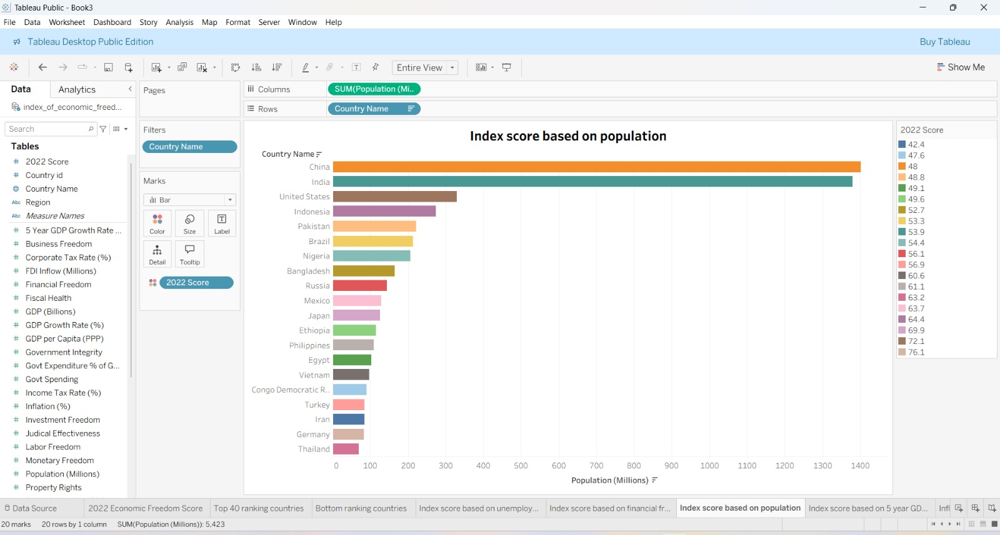 Tableau Public - Book3
File Data Worksheet Dashboard Story Analysis Map Format Server Window Help
Tableau Desktop Public Edition
Buy Tableau
Entire View
Show Me
Data
Analytics
index_of_economic_freed...
Search
Tables
2022 Score
Country id
Country Name
Abc Region
Abc Measure Names
5 Year GDP Growth Rate ...
Business Freedom
Corporate Tax Rate (%)
FDI Inflow (Millions)
Financial Freedom
Fiscal Health
GDP (Billions)
GDP Growth Rate (%)
GDP per Capita (PPP)
Government Integrity
Govt Expenditure % of G...
Govt Spending
Income Tax Rate (%)
Inflation (%)
Investment Freedom
Judical Effectiveness
Labor Freedom
Monetary Freedom
Population (Millions)
Property Rights
Pages
Filters
Country Name
Marks
Bar
Color
Size
Label
Detail
Tooltip
2022 Score
Columns
SUM(Population (Mi..
Rows
Country Name
Index score based on population
Country Name
China
India
United States
Indonesia
Pakistan
Brazil
Nigeria
Bangladesh
Russia
Mexico
Japan
Ethiopia
Philippines
Egypt
Vietnam
Congo Democratic R..
Turkey
Iran
Germany
Thailand
0 100 200 300 400 500 600 700 800 900 1000 1100 1200 1300 1400
Population (Millions)
2022 Score
42.4
47.6
48
48.8
49.1
49.6
52.7
53.3
53.9
54.4
56.1
56.9
60.6
61.1
63.2
63.7
64.4
69.9
72.1
76.1
Data Source
2022 Economic Freedom Score
Top 40 ranking countries
Bottom ranking countries
Index score based on unemploy...
Index score based on financial fr...
Index score based on population
Index score based on 5 year GD...
Infl
20 marks 20 rows by 1 column SUM(Population (Millions)): 5,423